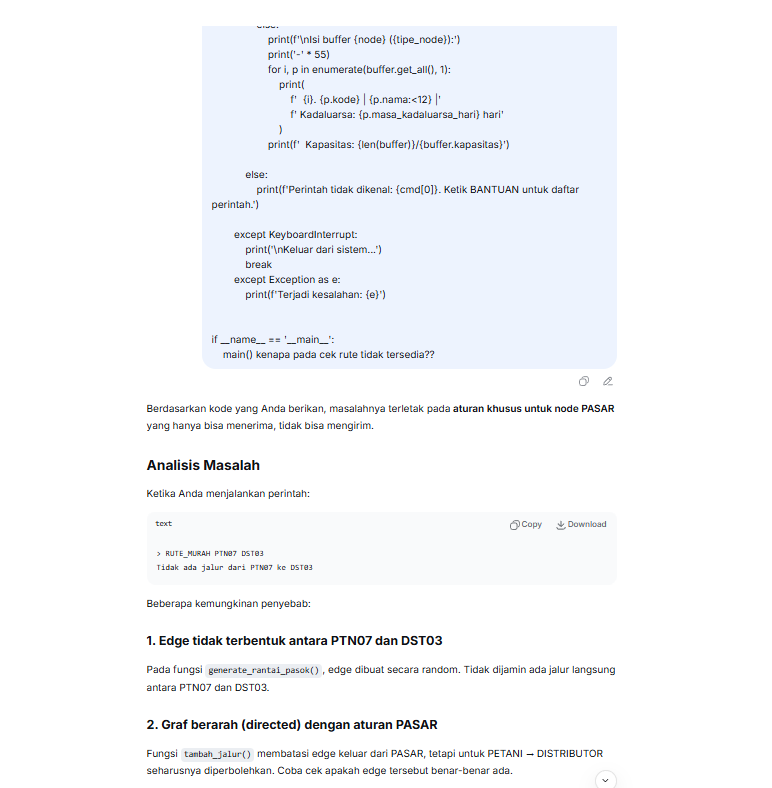 else:
print(f'\nIsi buffer {node} ({tipe_node}):')
print('-' * 55)
for i, p in enumerate(buffer.get_all(), 1):
print(
f'  {i}. {p.kode} | {p.nama:<12} |'
f' Kadaluarsa: {p.masa_kadaluarsa_hari} hari'
)
print(f'  Kapasitas: {len(buffer)}/{buffer.kapasitas}')
else:
print(f'Perintah tidak dikenal: {cmd[0]}. Ketik BANTUAN untuk daftar
perintah.')
except KeyboardInterrupt:
print('\nKeluar dari sistem...')
break
except Exception as e:
print(f'Terjadi kesalahan: {e}')
if __name__ == '__main__':
main() kenapa pada cek rute tidak tersedia??
Berdasarkan kode yang Anda berikan, masalahnya terletak pada aturan khusus untuk node PASAR
yang hanya bisa menerima, tidak bisa mengirim.
Analisis Masalah
Ketika Anda menjalankan perintah:
text
Copy
Download
> RUTE_MURAH PTN07 DST03
Tidak ada jalur dari PTN07 ke DST03
Beberapa kemungkinan penyebab:
1. Edge tidak terbentuk antara PTN07 dan DST03
Pada fungsi generate_rantai_pasok(), edge dibuat secara random. Tidak dijamin ada jalur langsung
antara PTN07 dan DST03.
2. Graf berarah (directed) dengan aturan PASAR
Fungsi tambah_jalur() membatasi edge keluar dari PASAR, tetapi untuk PETANI → DISTRIBUTOR
seharusnya diperbolehkan. Coba cek apakah edge tersebut benar-benar ada.